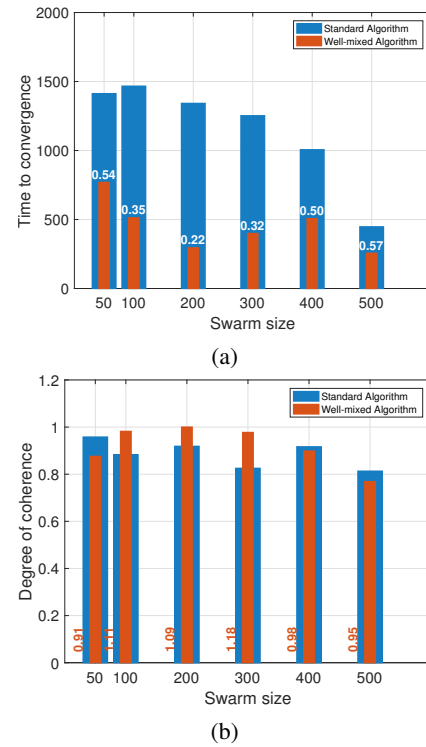 2000
1500
1000
500
0
Time to convergence
Standard Algorithm
Well-mixed Algorithm
0.54
0.35
0.22
0.32
0.50
0.57
50 100 200 300 400 500
Swarm size
(a)
1.2
1
0.8
0.6
0.4
0.2
0
Degree of coherence
Standard Algorithm
Well-mixed Algorithm
0.91
1.11
1.09
1.18
0.98
0.95
50 100 200 300 400 500
Swarm size
(b)